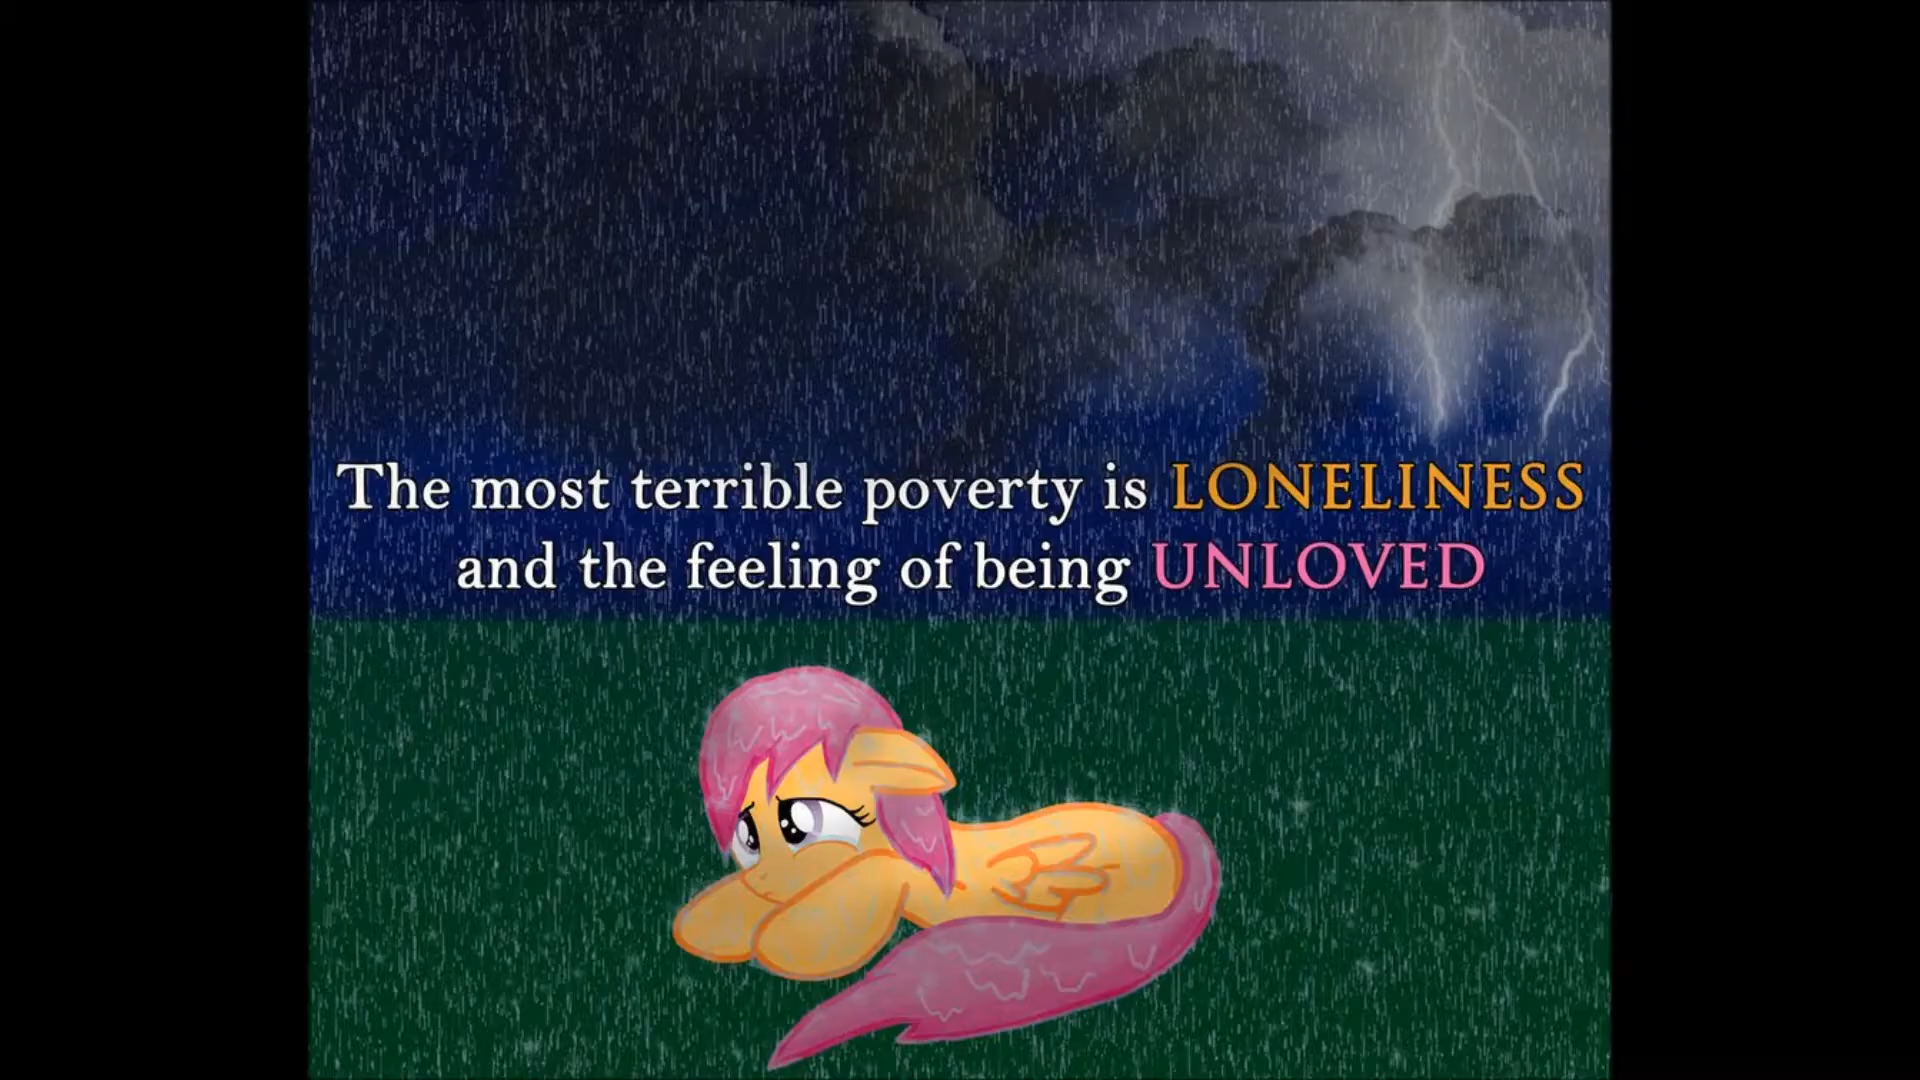 The most terrible poverty is LONELINESS
and the feeling of being UNLOVED